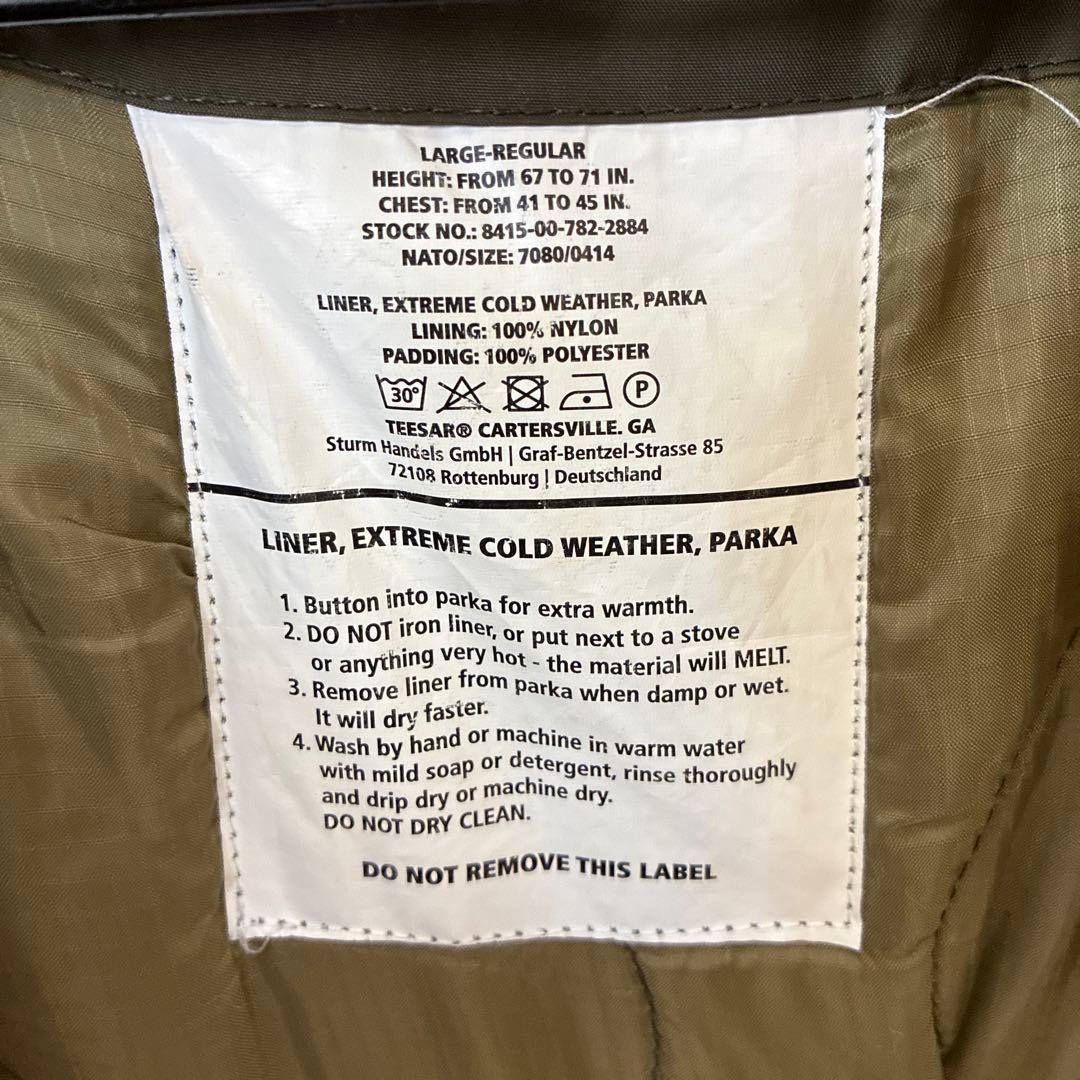 LARGE-REGULAR
HEIGHT: FROM 67 TO 71 IN.
CHEST: FROM 41 TO 45 IN.
STOCK NO.: 8415-00-782-2884
NATO/SIZE: 7080/0414
LINER, EXTREME COLD WEATHER, PARKA
LINING: 100% NYLON
PADDING: 100% POLYESTER
30° P
TEESAR® CARTERSVILLE. GA
Sturm Handels GmbH | Graf-Bentzel-Strasse 85
72108 Rottenburg | Deutschland
LINER, EXTREME COLD WEATHER, PARKA
1. Button into parka for extra warmth.
2. DO NOT iron liner, or put next to a stove
or anything very hot - the material will MELT.
3. Remove liner from parka when damp or wet.
It will dry faster.
4. Wash by hand or machine in warm water
with mild soap or detergent, rinse thoroughly
and drip dry or machine dry.
DO NOT DRY CLEAN.
DO NOT REMOVE THIS LABEL